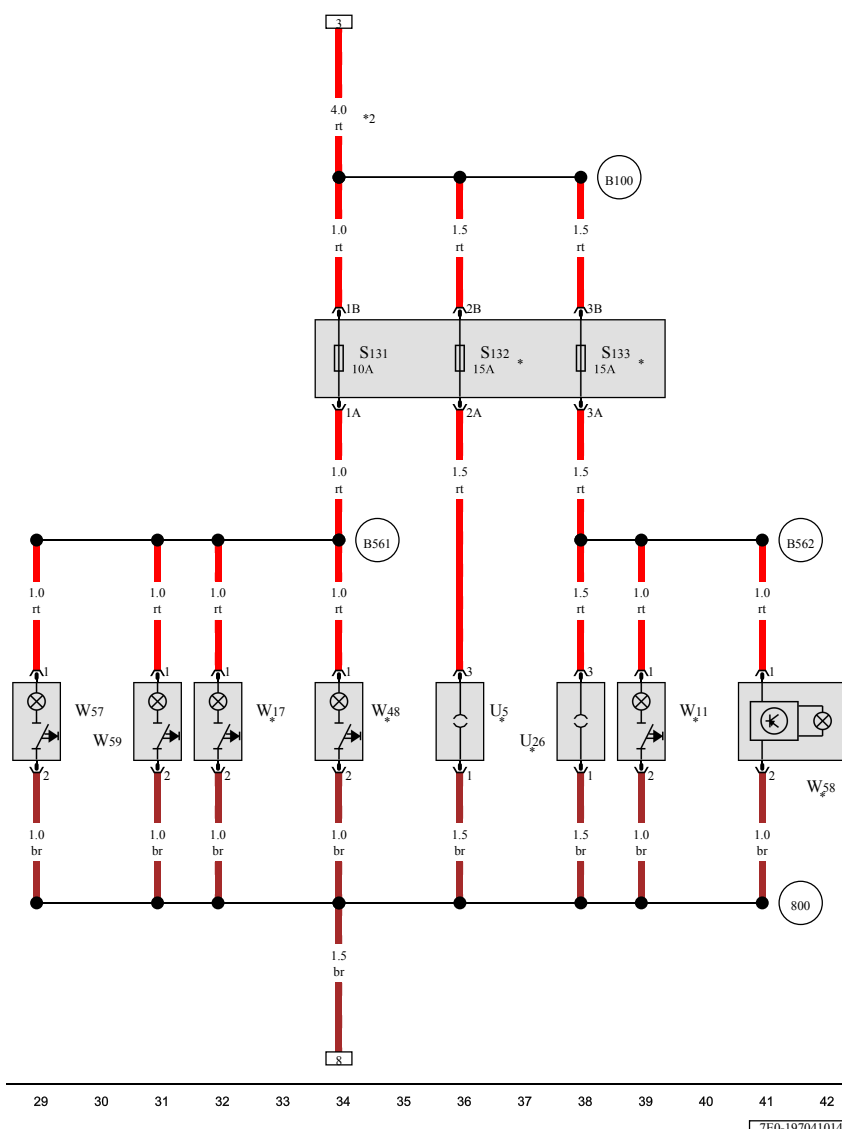 3
4.0
rt
*2
B100
1.0
rt
1.5
rt
1.5
rt
1B
2B
3B
S131
10A
S132
15A
*
S133
15A
*
1A
2A
3A
1.0
rt
1.5
rt
1.5
rt
B561
B562
1.0
rt
1.0
rt
1.0
rt
1.0
rt
1.5
rt
1.0
rt
1.0
rt
1
1
1
1
3
3
1
1
W57
W59
W17
*
W48
*
U5
*
U26
*
W11
*
W58
*
2
2
2
2
1
1
2
2
1.0
br
1.0
br
1.0
br
1.0
br
1.5
br
1.5
br
1.0
br
1.0
br
800
1.5
br
8
29 30 31 32 33 34 35 36 37 38 39 40 41 42